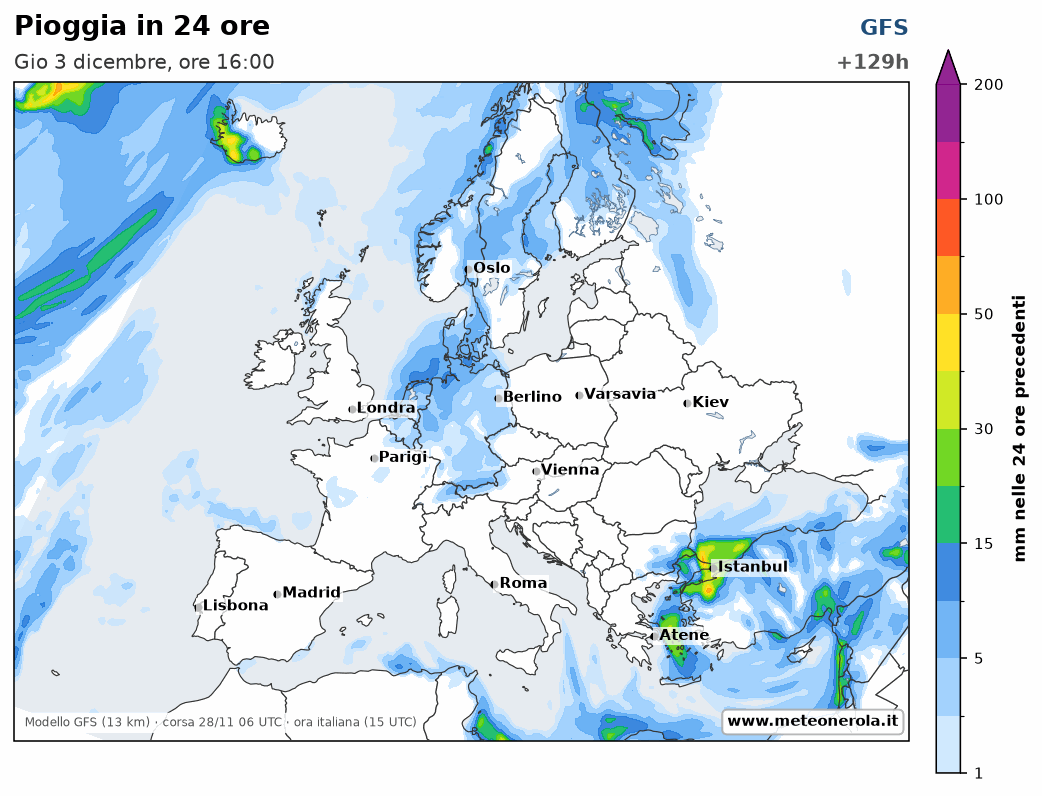 Pioggia in 24 ore
GFS
Gio 3 dicembre, ore 16:00
+129h
200
100
50
30
15
5
1
mm nelle 24 ore precedenti
Oslo
Berlino
Varsavia
Kiev
Londra
Parigi
Vienna
Istanbul
Roma
Madrid
Lisbona
Atene
Modello GFS (13 km) · corsa 28/11 06 UTC · ora italiana (15 UTC)
www.meteonerola.it